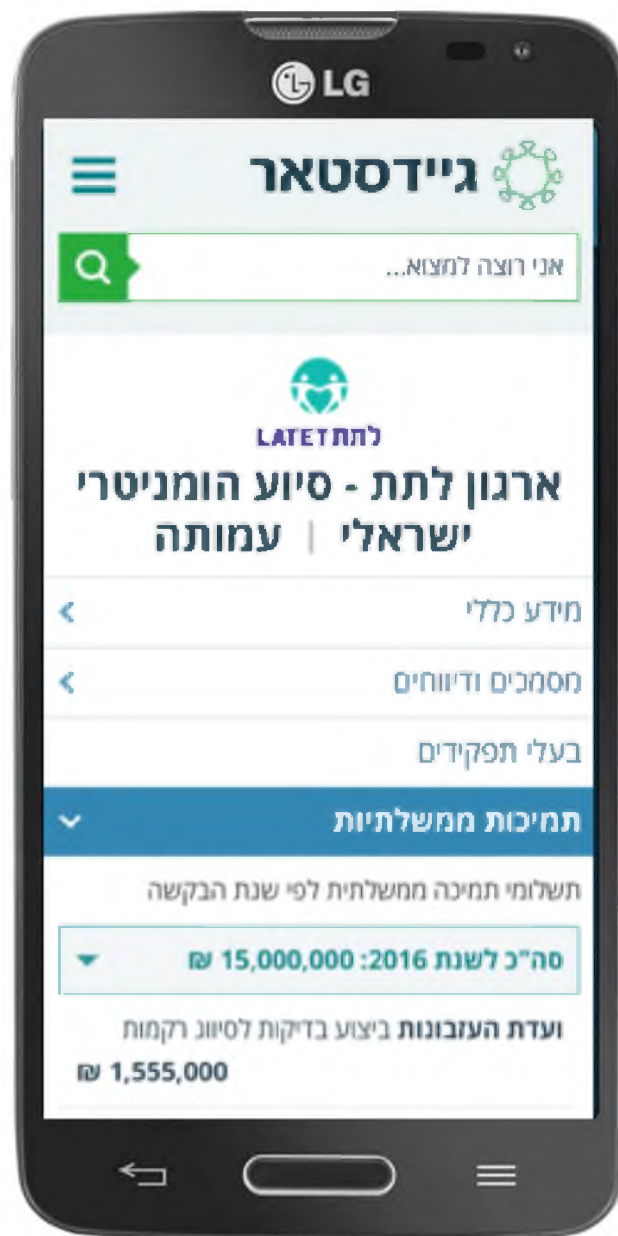 LG
גיידסטאר
אני רוצה למצוא...
LATET לתת
ארגון לתת - סיוע הומניטרי
ישראלי | עמותה
מידע כללי
מסמכים ודיווחים
בעלי תפקידים
תמיכות ממשלתיות
תשלומי תמיכה ממשלתית לפי שנת הבקשה
סה"כ לשנת 2016: 15,000,000 ₪
ועדת העזבונות ביצוע בדיקות לסיווג רקמות
1,555,000 ₪